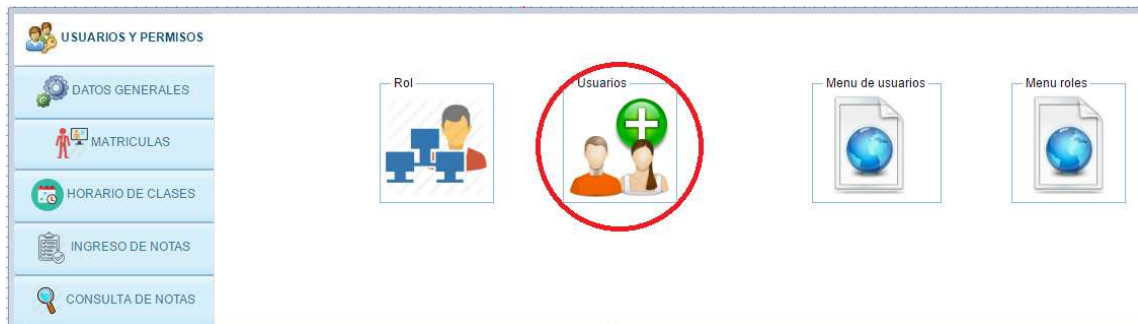 USUARIOS Y PERMISOS
DATOS GENERALES
MATRICULAS
HORARIO DE CLASES
INGRESO DE NOTAS
CONSULTA DE NOTAS
Rol
Usuarios
Menu de usuarios
Menu roles